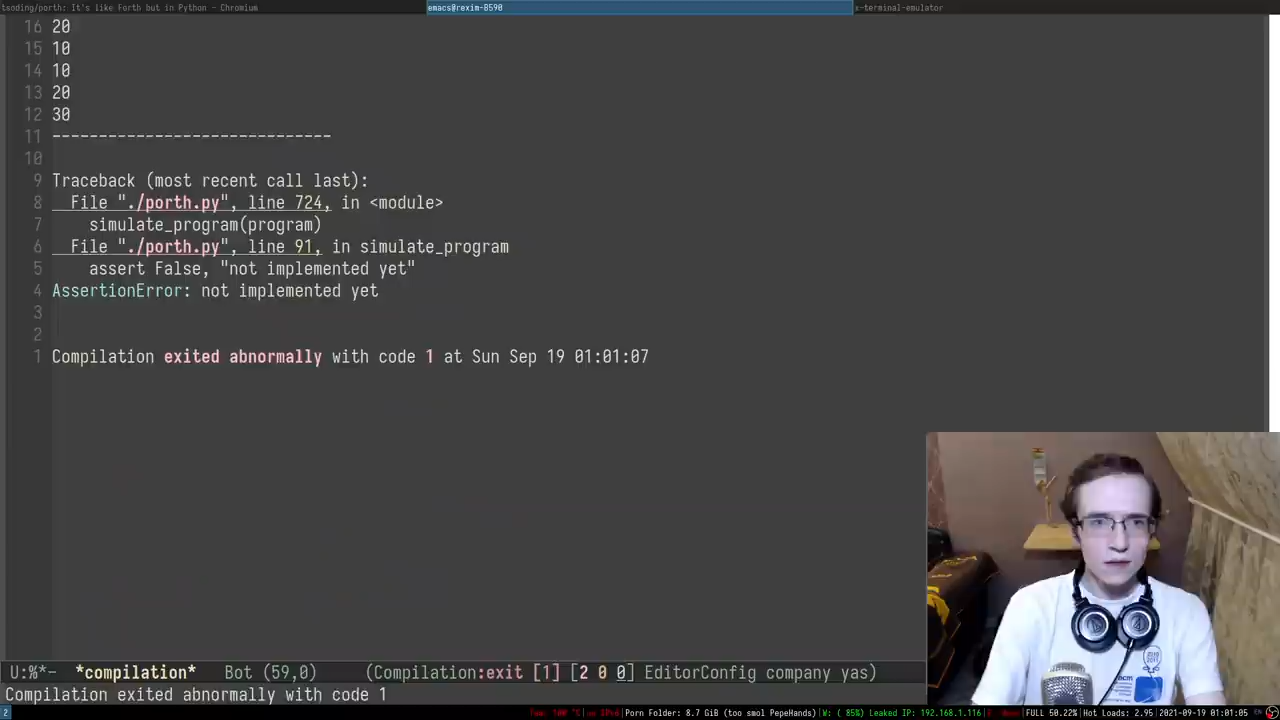 tsoding/porth: It's like Forth but in Python - Chromium
emacs@rexim-B590
x-terminal-emulator
16 20
15 10
14 10
13 20
12 30
11 ------------------------------
10
9 Traceback (most recent call last):
8 File "./porth.py", line 724, in <module>
7 simulate_program(program)
6 File "./porth.py", line 91, in simulate_program
5 assert False, "not implemented yet"
4 AssertionError: not implemented yet
3
2
1 Compilation exited abnormally with code 1 at Sun Sep 19 01:01:07
U:%*- *compilation* Bot (59,0) (Compilation:exit [1] [2 0 0] EditorConfig company yas)
Compilation exited abnormally with code 1
2 no IPv6 |Porn Folder: 8.7 GiB (too smol PepeHands)|W: ( 85%) Leaked IP: 192.168.1.116| |FULL 50.22%|Hot Loads: 2.95|2021-09-19 01:01:05